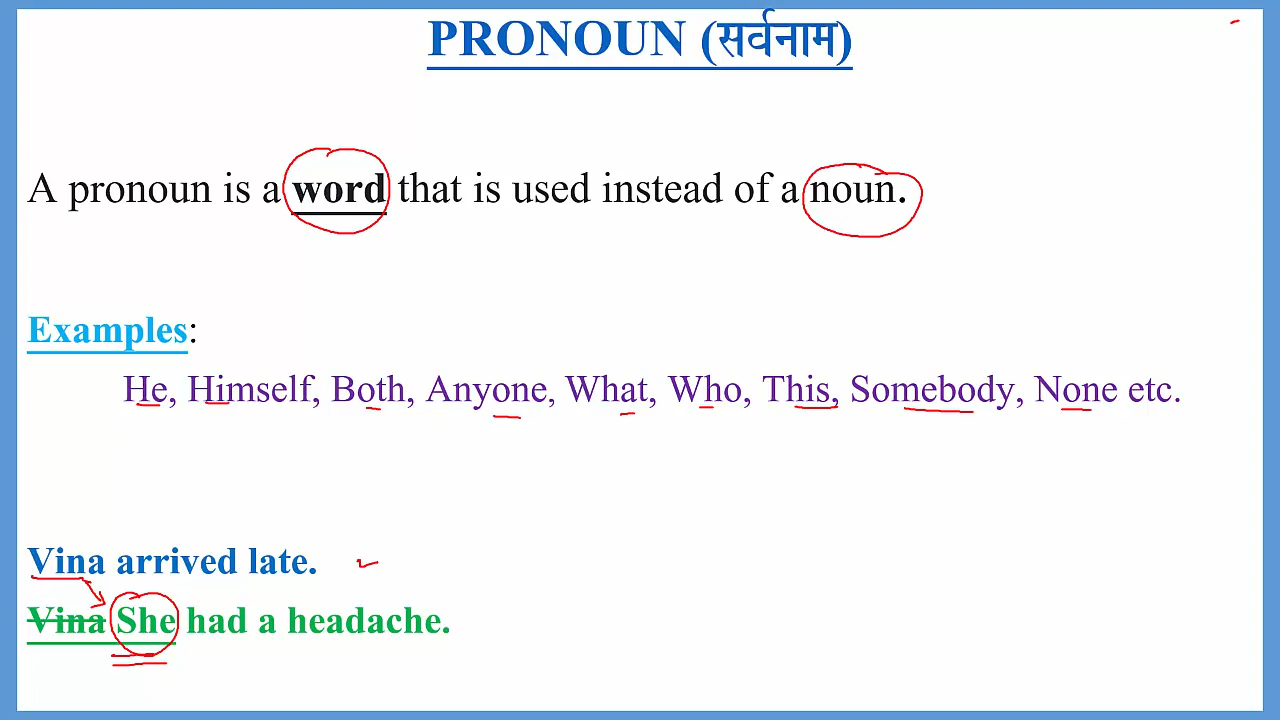 PRONOUN (सर्वनाम)
A pronoun is a word that is used instead of a noun.
Examples:
He, Himself, Both, Anyone, What, Who, This, Somebody, None etc.
Vina arrived late.
Vina She had a headache.